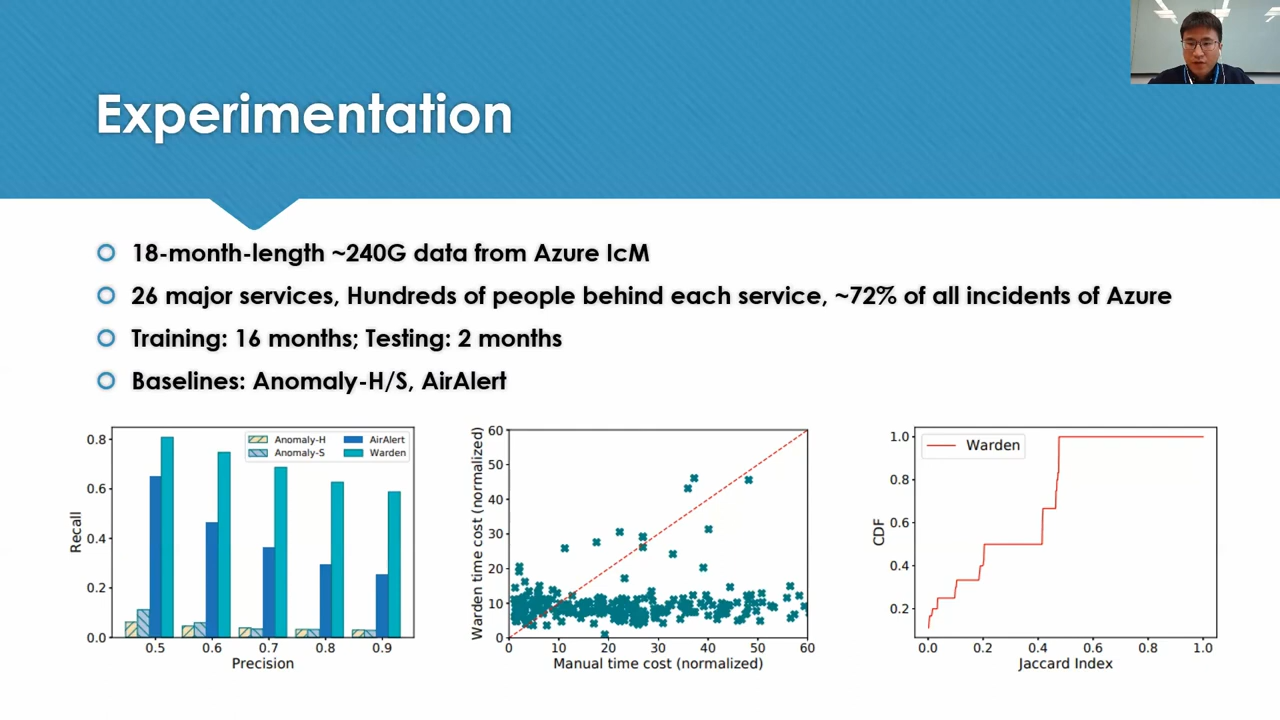 Experimentation
18-month-length ~240G data from Azure IcM
26 major services, Hundreds of people behind each service, ~72% of all incidents of Azure
Training: 16 months; Testing: 2 months
Baselines: Anomaly-H/S, AirAlert
Recall
0.8
0.6
0.4
0.2
0.0
Anomaly-H
Anomaly-S
AirAlert
Warden
0.5 0.6 0.7 0.8 0.9
Precision
Warden time cost (normalized)
60
50
40
30
20
10
0
0 10 20 30 40 50 60
Manual time cost (normalized)
CDF
1.0
0.8
0.6
0.4
0.2
Warden
0.0 0.2 0.4 0.6 0.8 1.0
Jaccard Index